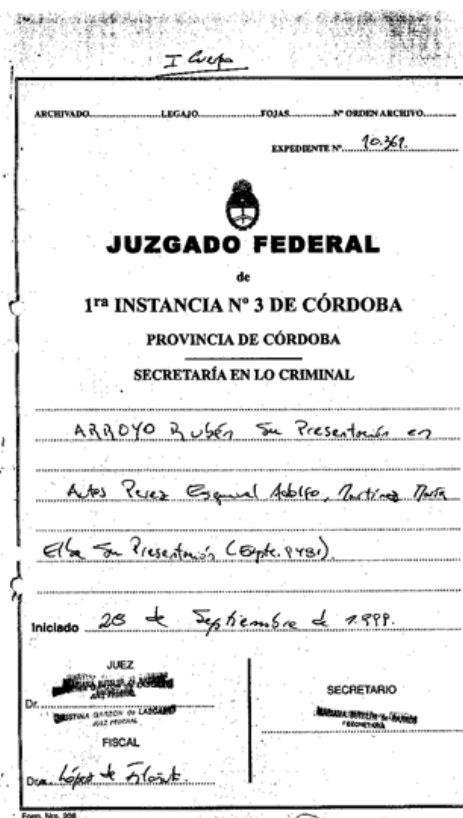 I Cuerpo
ARCHIVADO..........LEGAJO..........FOJAS..........Nº ORDEN ARCHIVO..........
EXPEDIENTE Nº..... 10.361.
JUZGADO FEDERAL
de
1ra INSTANCIA Nº 3 DE CÓRDOBA
PROVINCIA DE CÓRDOBA
SECRETARÍA EN LO CRIMINAL
ARROYO Rubén Su Presentación en
Autos Perez Esquivel Adolfo, Martinez María
Elba Su Presentación (Expte. 9481).
Iniciado 28 de Septiembre de 1.999.
JUEZ
SECRETARIO
Dr.
CRISTINA GARZÓN de LASCANO
JUEZ FEDERAL
FISCAL
Dra. López de Filoñuk.
Form. Nro. 208